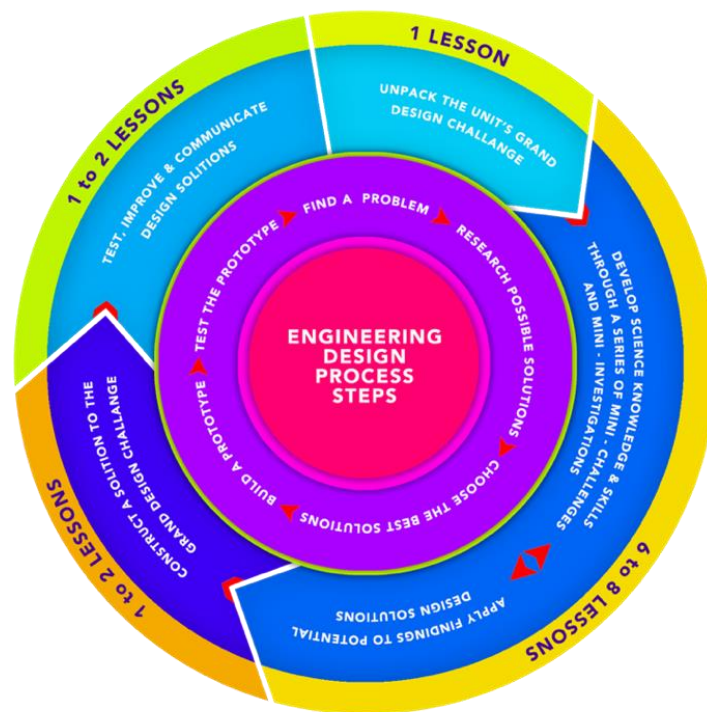 1 LESSON
UNPACK THE UNIT'S GRAND
DESIGN CHALLANGE
6 to 8 LESSONS
DEVELOP SCIENCE KNOWLEDGE & SKILLS
THROUGH A SERIES OF MINI - CHALLENGES
AND MINI - INVESTIGATIONS
APPLY FINDINGS TO POTENTIAL
DESIGN SOLUTIONS
1 to 2 LESSONS
CONSTRUCT A SOLUTION TO THE
GRAND DESIGN CHALLANGE
1 to 2 LESSONS
TEST, IMPROVE & COMMUNICATE
DESIGN SOLITIONS
FIND A PROBLEM
RESEARCH POSSIBLE SOLUTIONS
CHOOSE THE BEST SOLUTIONS
BUILD A PROTOTYPE
TEST THE PROTOTYPE
ENGINEERING
DESIGN
PROCESS
STEPS